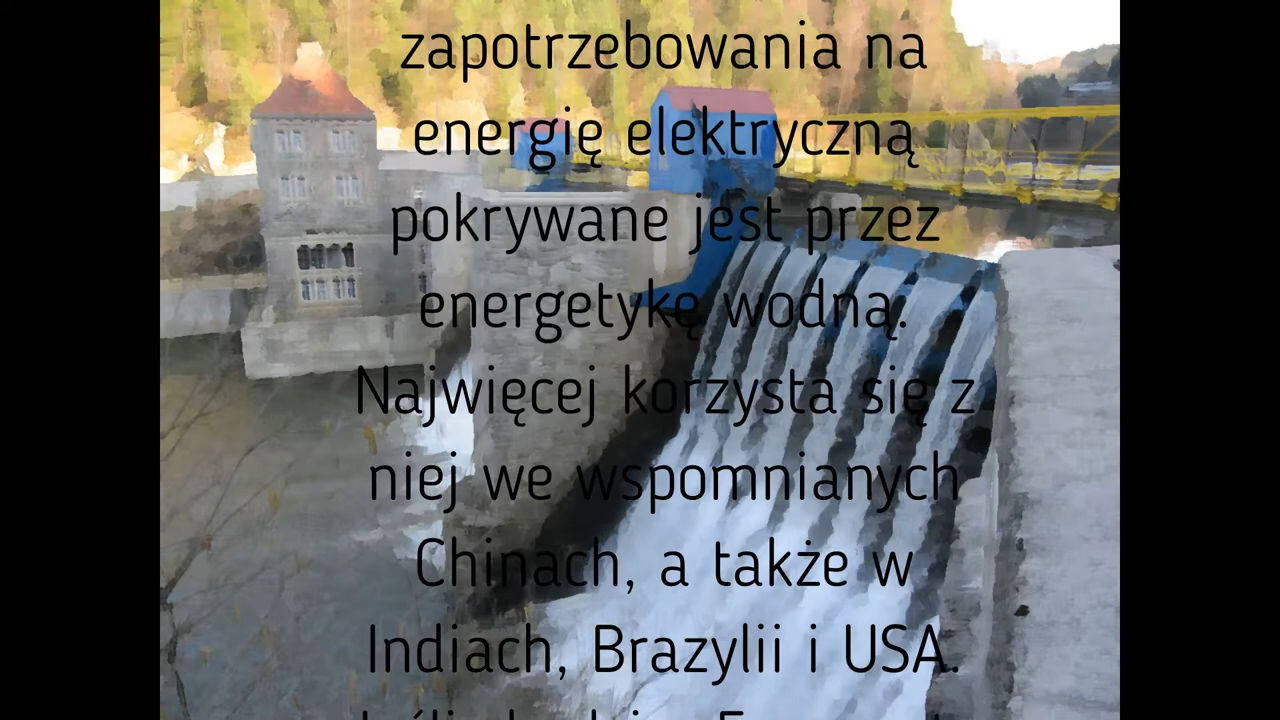 zapotrzebowania na
energię elektryczną
pokrywane jest przez
energetykę wodną.
Najwięcej korzysta się z
niej we wspomnianych
Chinach, a także w
Indiach, Brazylii i USA.